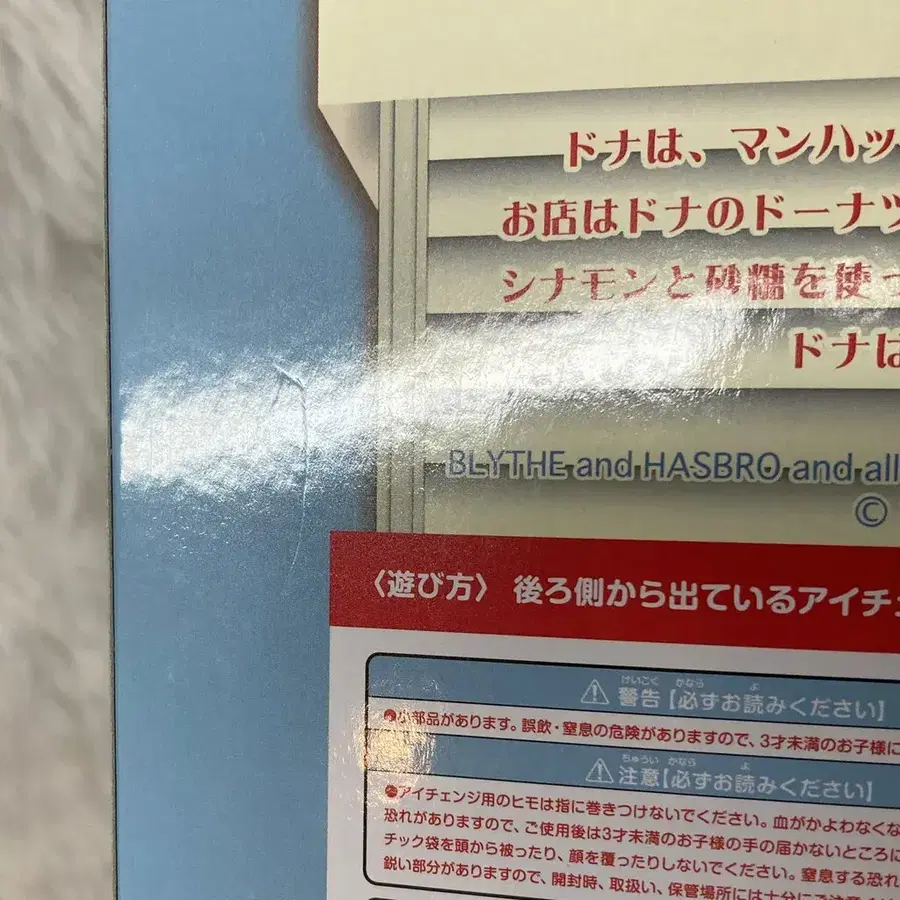 ドナは、マンハッ
お店はドナのドーナツ
シナモンと砂糖を使っ
ドナは
BLYTHE and HASBRO and all
©
〈遊び方〉 後ろ側から出ているアイチェ
けいこく かなら よ
⚠ 警告【必ずお読みください】
●小部品があります。誤飲・窒息の危険がありますので、3才未満のお子様に
ちゅうい かなら よ
⚠ 注意【必ずお読みください】
●アイチェンジ用のヒモは指に巻きつけないでください。血がかよわなくな
恐れがありますので、ご使用後は3才未満のお子様の手の届かないところに
チック袋を頭から被ったり、顔を覆ったりしないでください。窒息する恐れ
鋭い部分がありますので、開封時、取扱い、保管場所には十分にご注意く